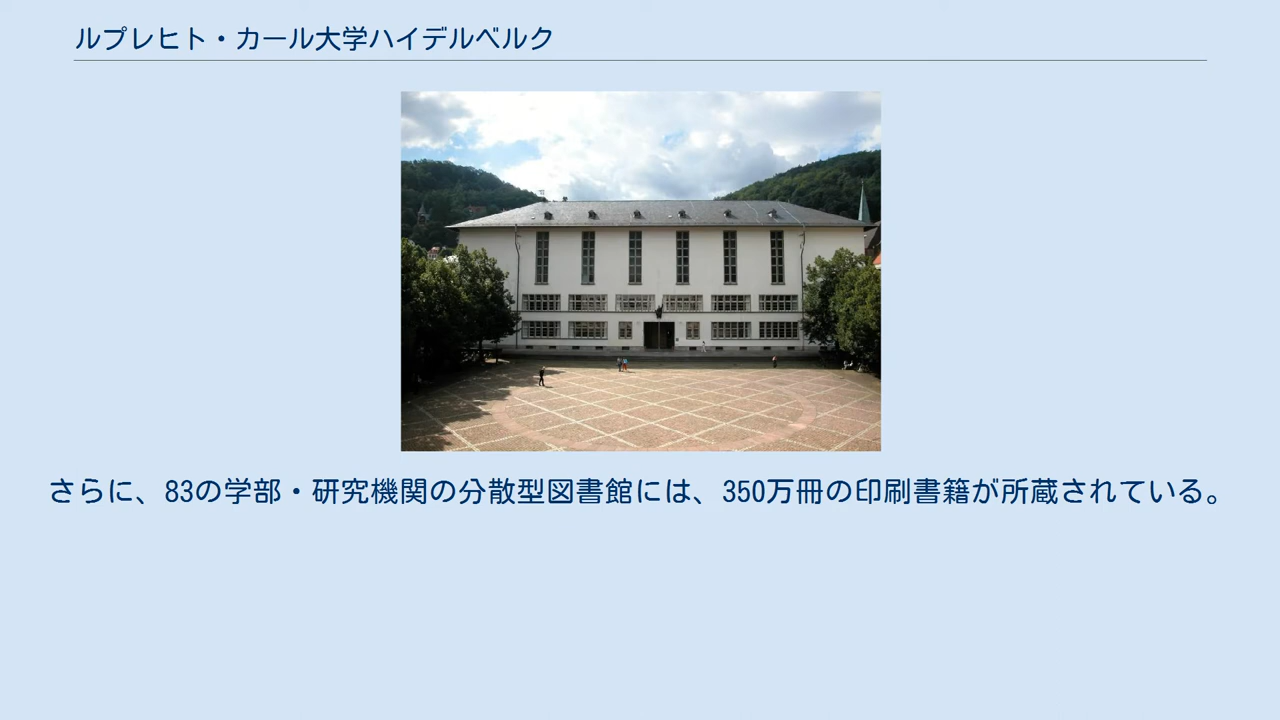 ルプレヒト・カール大学ハイデルベルク
さらに、83の学部・研究機関の分散型図書館には、350万冊の印刷書籍が所蔵されている。